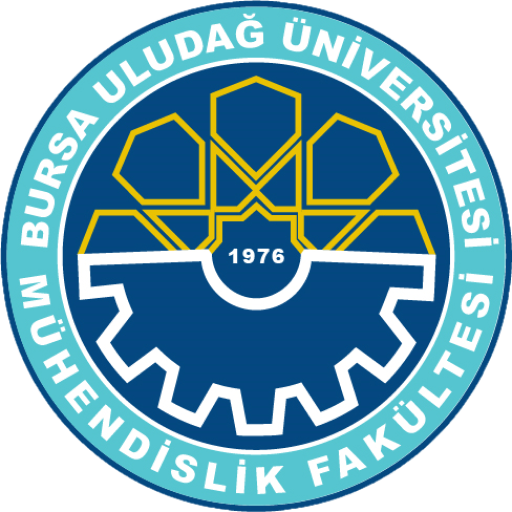 BURSA ULUDAĞ ÜNİVERSİTESİ
1976
MÜHENDİSLİK FAKÜLTESİ